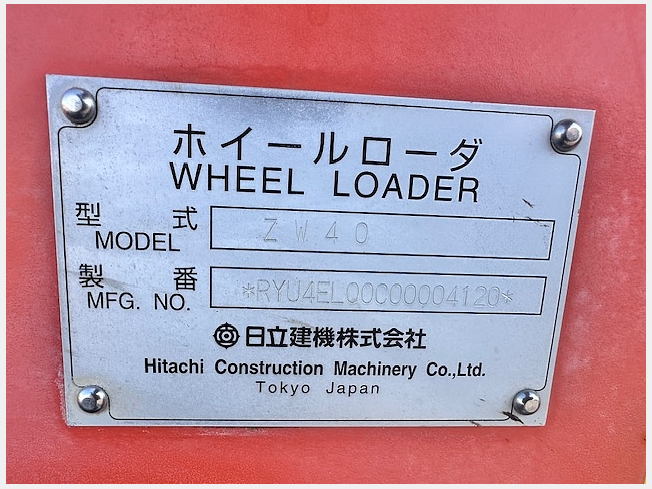 ホイールローダ
WHEEL LOADER
型式 ZW40
MODEL
製番 *RYU4EL00C00004120*
MFG. NO.
日立建機株式会社
Hitachi Construction Machinery Co.,Ltd.
Tokyo Japan